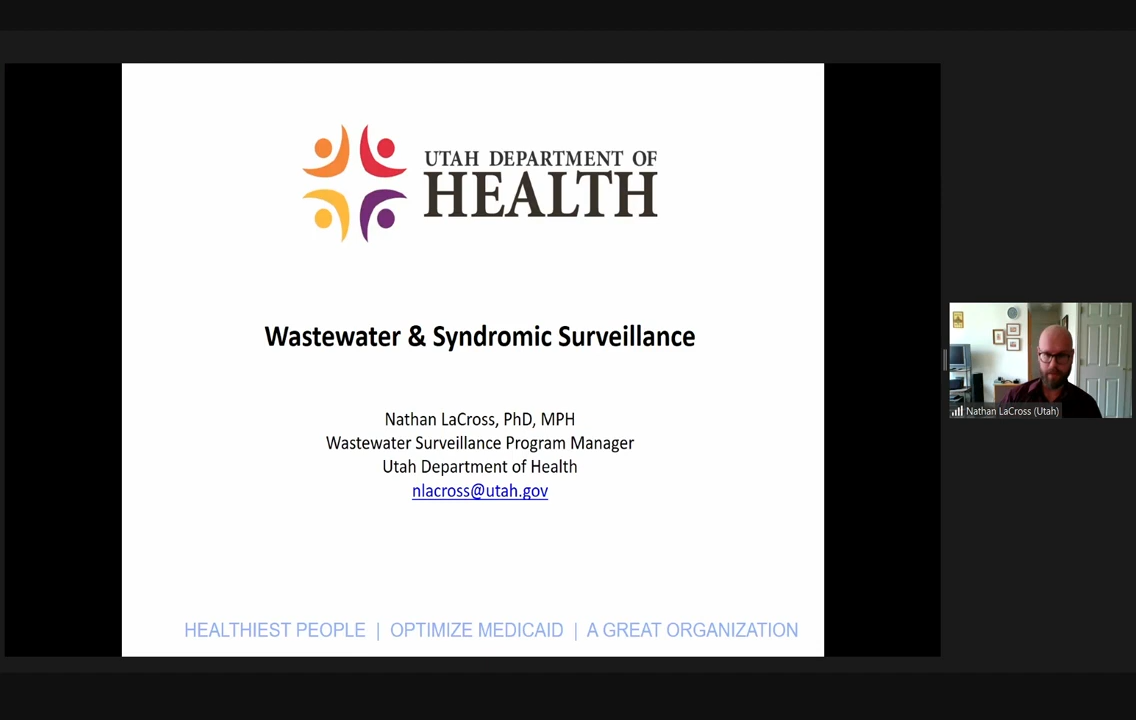 UTAH DEPARTMENT OF
HEALTH
Wastewater & Syndromic Surveillance
Nathan LaCross, PhD, MPH
Wastewater Surveillance Program Manager
Utah Department of Health
nlacross@utah.gov
HEALTHIEST PEOPLE | OPTIMIZE MEDICAID | A GREAT ORGANIZATION
Nathan LaCross (Utah)